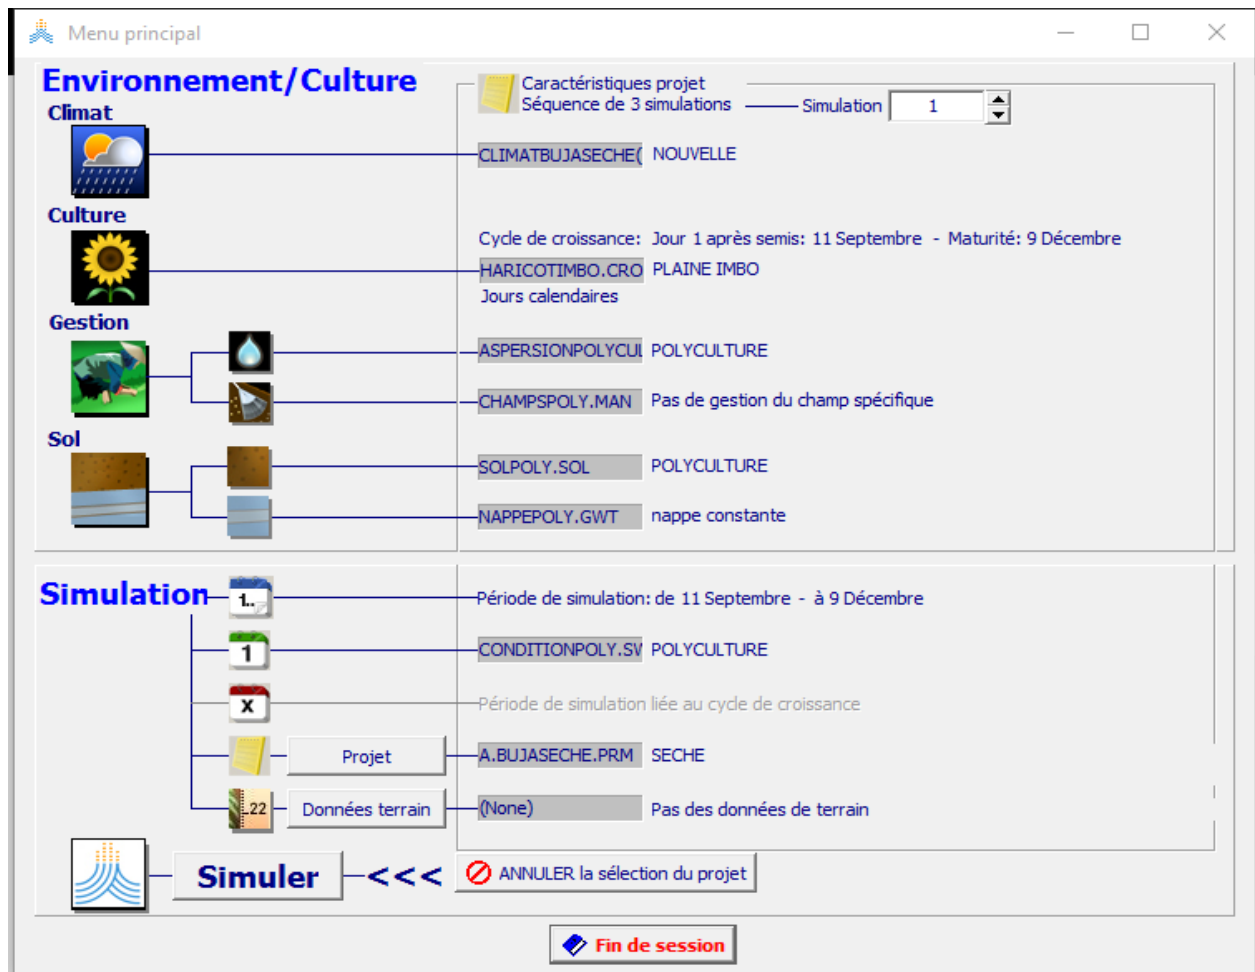 Menu principal
Environnement/Culture
Caractéristiques projet
Séquence de 3 simulations Simulation 1
Climat
CLIMATBUJASECHE( NOUVELLE
Culture
Cycle de croissance: Jour 1 après semis: 11 Septembre - Maturité: 9 Décembre
HARICOTIMBO.CRO PLAINE IMBO
Jours calendaires
Gestion
ASPERSIONPOLYCUL POLYCULTURE
CHAMPSPOLY.MAN Pas de gestion du champ spécifique
Sol
SOLPOLY.SOL POLYCULTURE
NAPPEPOLY.GWT nappe constante
Simulation
1.. Période de simulation: de 11 Septembre - à 9 Décembre
1 CONDITIONPOLY.SW POLYCULTURE
X Période de simulation liée au cycle de croissance
Projet A.BUJASECHE.PRM SECHE
.22 Données terrain (None) Pas des données de terrain
Simuler <<< ANNULER la sélection du projet
Fin de session